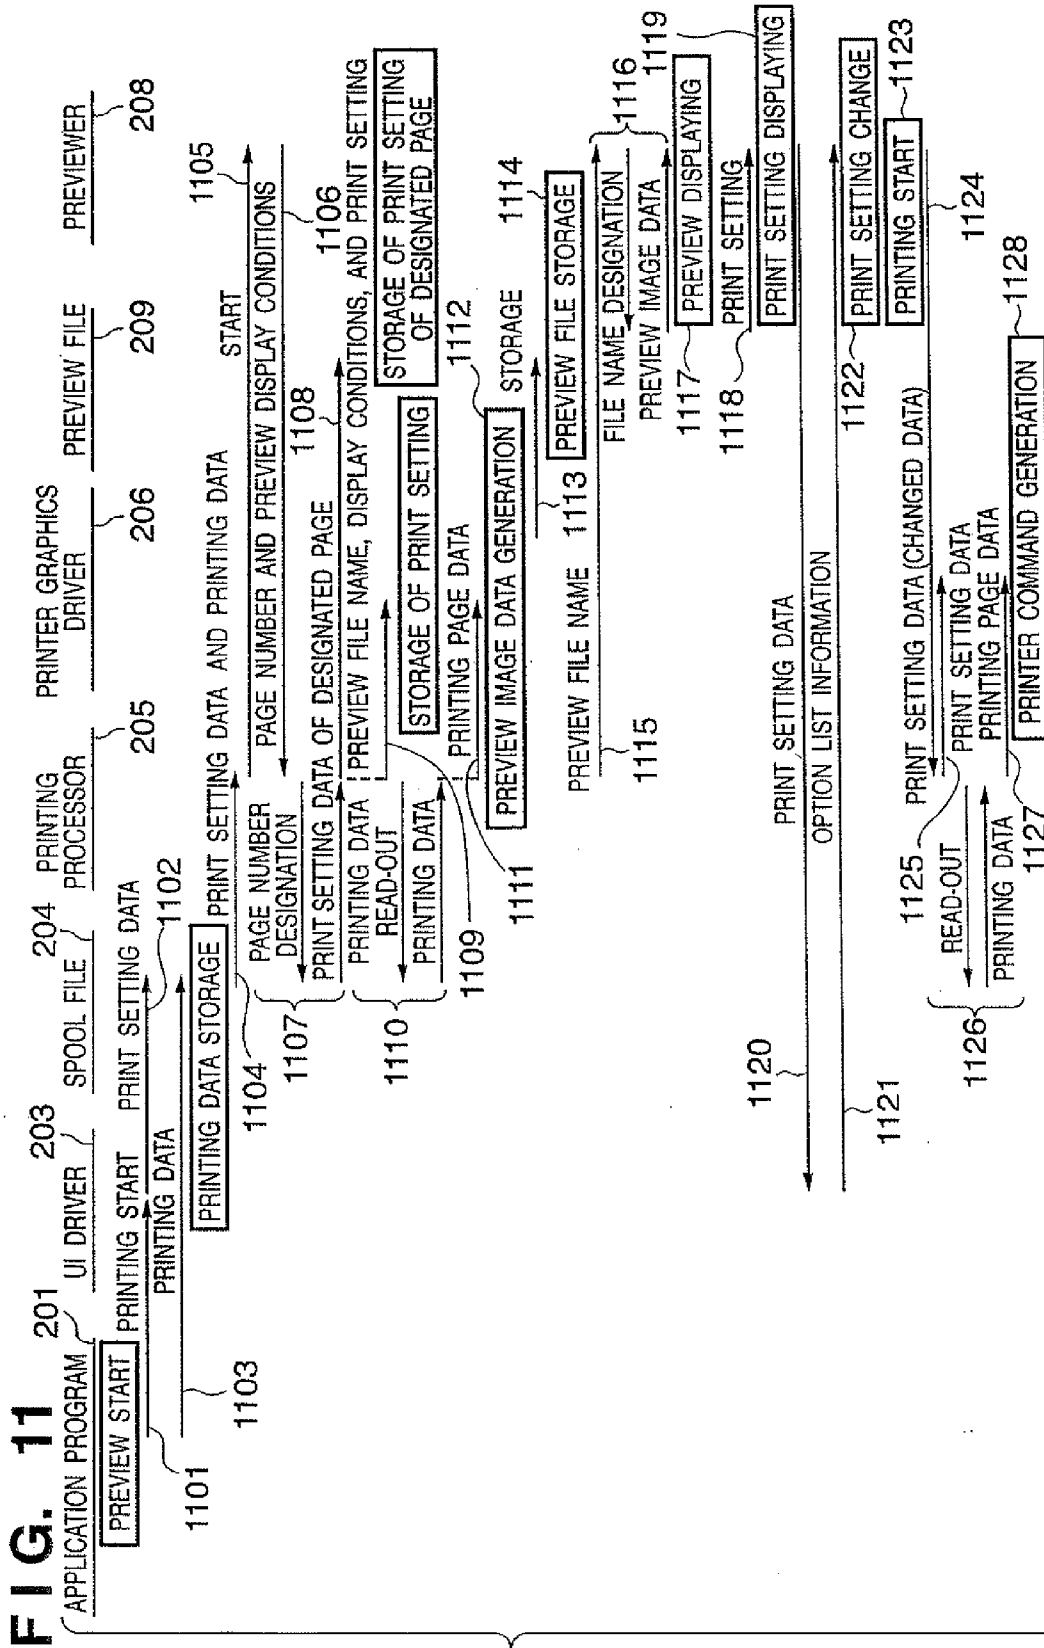 FIG. 11
APPLICATION PROGRAM
201
UI DRIVER
203
SPOOL FILE
204
PRINTING
PROCESSOR
205
PRINTER GRAPHICS
DRIVER
206
PREVIEW FILE
209
PREVIEWER
208
PREVIEW START
PRINTING START
PRINT SETTING DATA
1102
1101
PRINTING DATA
1103
PRINTING DATA STORAGE
PRINT SETTING DATA AND PRINTING DATA
1104
START
1105
PAGE NUMBER AND PREVIEW DISPLAY CONDITIONS
1106
PAGE NUMBER
DESIGNATION
1107
PRINT SETTING DATA OF DESIGNATED PAGE
1108
PREVIEW FILE NAME, DISPLAY CONDITIONS, AND PRINT SETTING
STORAGE OF PRINT SETTING
OF DESIGNATED PAGE
PRINTING DATA
READ-OUT
1109
STORAGE OF PRINT SETTING
1110
PRINTING DATA
1111
PRINTING PAGE DATA
1112
PREVIEW IMAGE DATA GENERATION
STORAGE
1113
PREVIEW FILE STORAGE
1114
PREVIEW FILE NAME
1115
FILE NAME DESIGNATION
PREVIEW IMAGE DATA
1116
1117
PREVIEW DISPLAYING
PRINT SETTING
1118
PRINT SETTING DISPLAYING
1119
PRINT SETTING DATA
1120
OPTION LIST INFORMATION
1121
1122
PRINT SETTING CHANGE
PRINTING START
1123
PRINT SETTING DATA (CHANGED DATA)
1124
1125
PRINT SETTING DATA
READ-OUT
1126
PRINTING DATA
PRINTING PAGE DATA
1127
PRINTER COMMAND GENERATION
1128